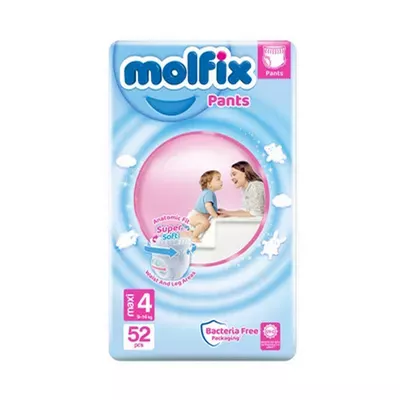 molfix
Pants
Pants
Anatomic Fit
Super
Soft!
Waist And Leg Areas
maxi
4
52
pcs
Bacteria Free
Packaging